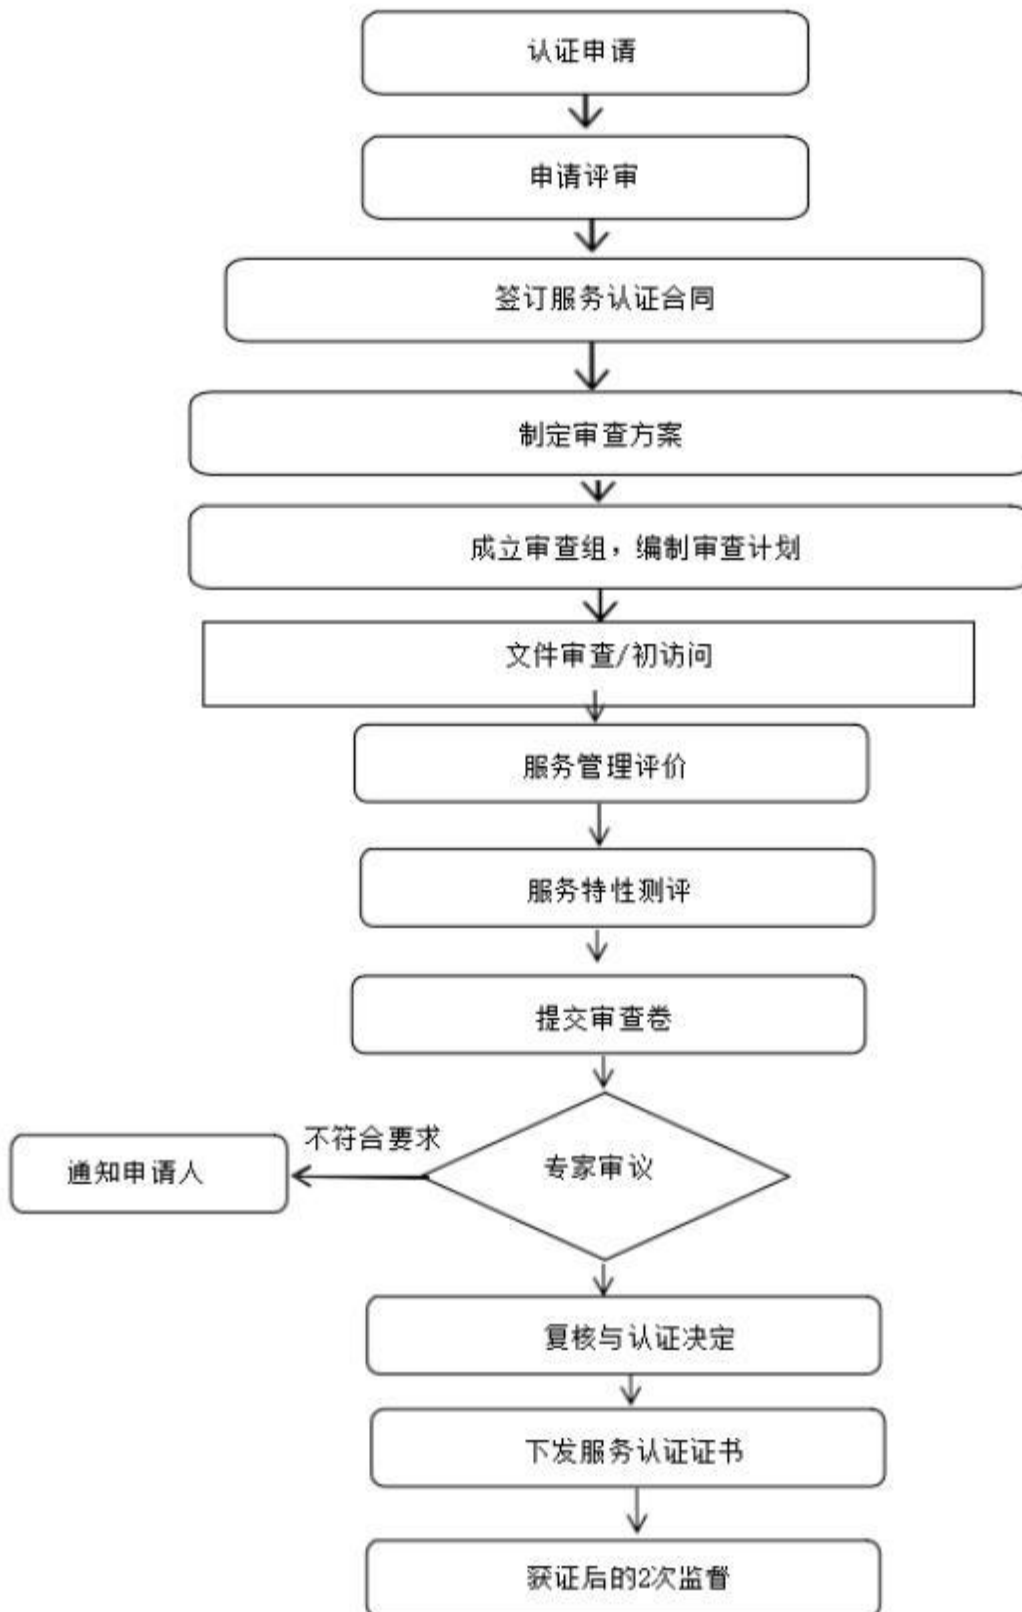 认证申请
申请评审
签订服务认证合同
制定审查方案
成立审查组，编制审查计划
文件审查/初访问
服务管理评价
服务特性测评
提交审查卷
不符合要求
通知申请人
专家审议
复核与认证决定
下发服务认证证书
获证后的2次监督